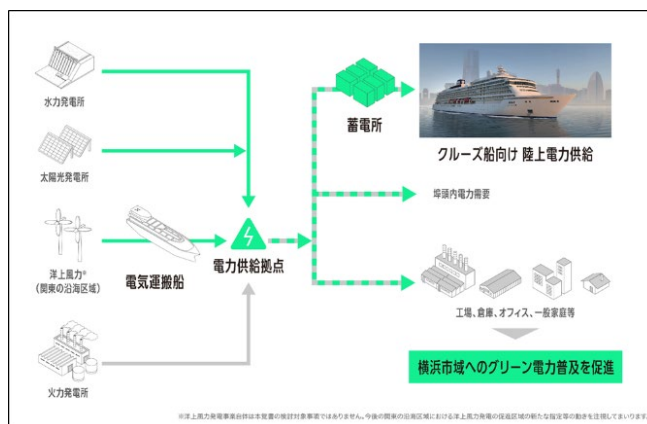 水力発電所
太陽光発電所
洋上風力※
(関東の沿海区域)
火力発電所
電気運搬船
電力供給拠点
蓄電所
クルーズ船向け 陸上電力供給
埠頭内電力需要
工場、倉庫、オフィス、一般家庭等
横浜市域へのグリーン電力普及を促進
※洋上風力発電事業自体は本覚書の検討対象事項ではありません。今後の関東の沿海区域における洋上風力発電の促進区域の新たな指定等の動きを注視してまいります。